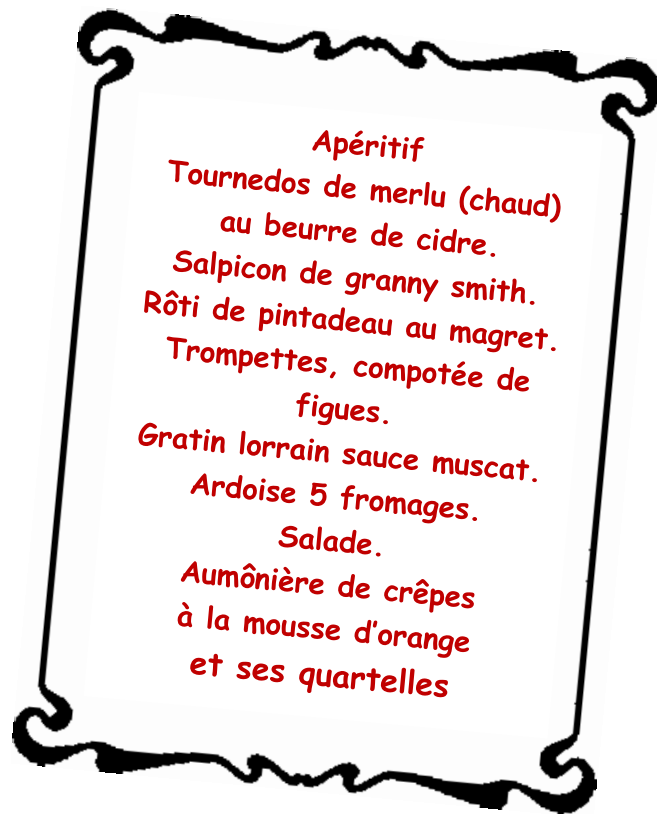 Apéritif
Tournedos de merlu (chaud)
au beurre de cidre.
Salpicon de granny smith.
Rôti de pintadeau au magret.
Trompettes, compotée de
figues.
Gratin lorrain sauce muscat.
Ardoise 5 fromages.
Salade.
Aumônière de crêpes
à la mousse d’orange
et ses quartelles